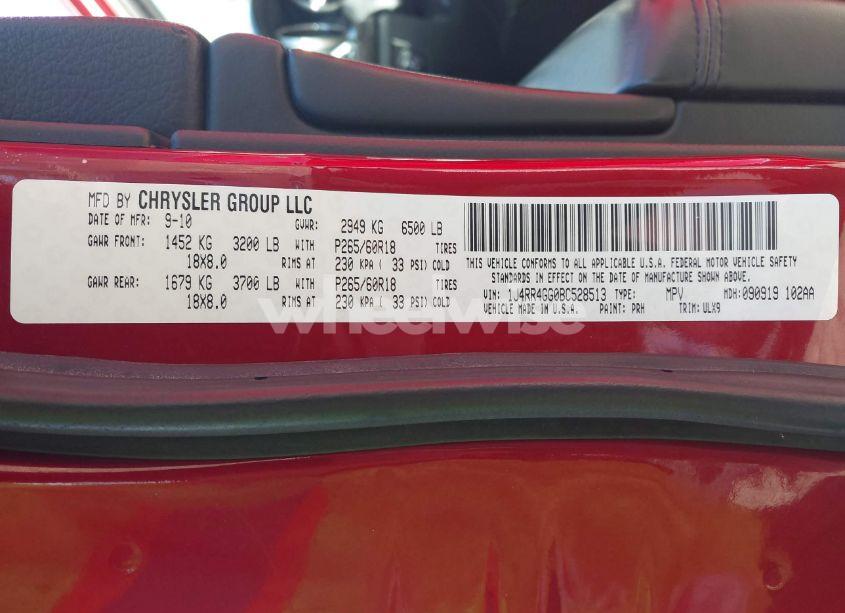 MFD BY CHRYSLER GROUP LLC
DATE OF MFR: 9-10 GVWR: 2949 KG 6500 LB
GAWR FRONT: 1452 KG 3200 LB WITH P265/60R18 TIRES
18X8.0 RIMS AT 230 KPA ( 33 PSI) COLD
GAWR REAR: 1679 KG 3700 LB WITH P265/60R18 TIRES
18X8.0 RIMS AT 230 KPA ( 33 PSI) COLD
THIS VEHICLE CONFORMS TO ALL APPLICABLE U.S.A. FEDERAL MOTOR VEHICLE SAFETY
STANDARDS IN EFFECT ON THE DATE OF MANUFACTURE SHOWN ABOVE.
VIN: 1J4RR4GG0BC528513 TYPE: MPV MDH: 090919 102AA
VEHICLE MADE IN U.S.A. PAINT: PRH TRIM: ULX9
wheelwise